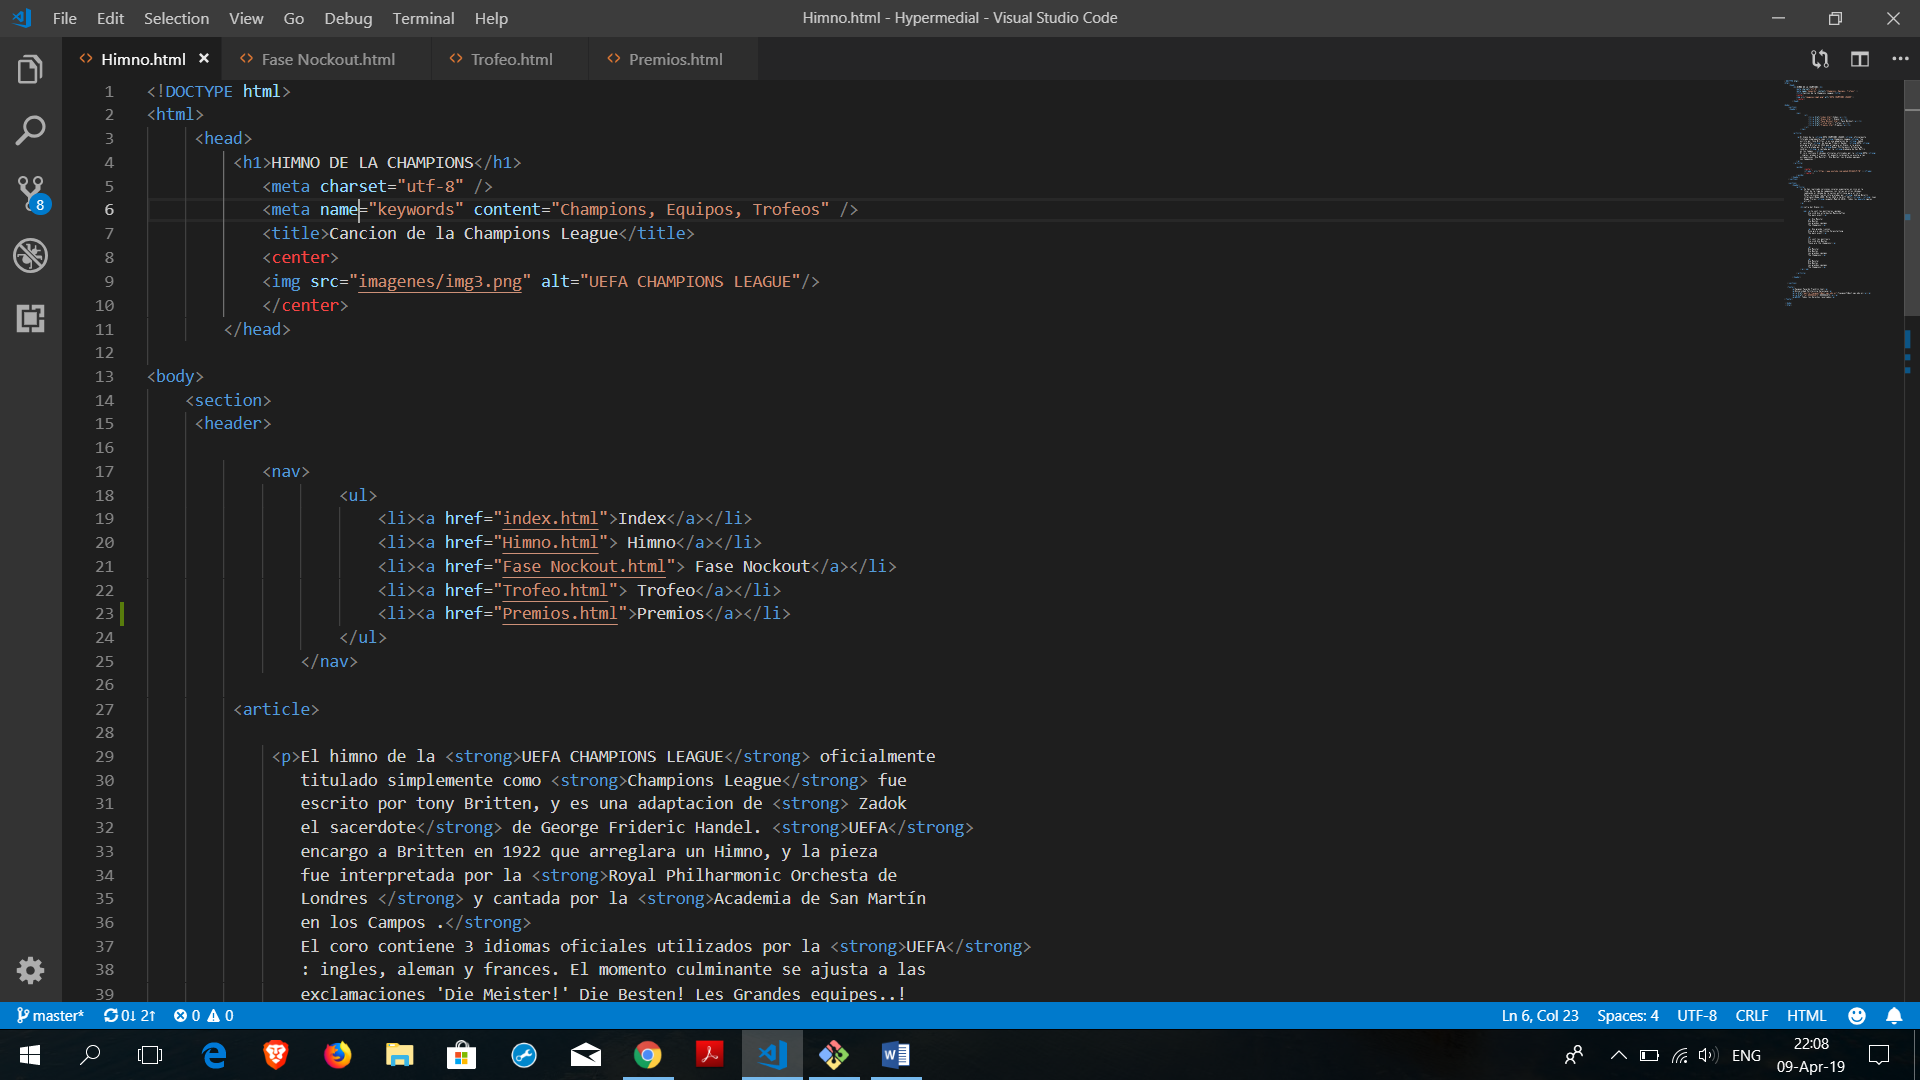 File Edit Selection View Go Debug Terminal Help
Himno.html - Hypermedial - Visual Studio Code
Himno.html Fase Nockout.html Trofeo.html Premios.html
1 <!DOCTYPE html>
2 <html>
3 <head>
4 <h1>HIMNO DE LA CHAMPIONS</h1>
5 <meta charset="utf-8" />
6 <meta name="keywords" content="Champions, Equipos, Trofeos" />
7 <title>Cancion de la Champions League</title>
8 <center>
9 <img src="imagenes/img3.png" alt="UEFA CHAMPIONS LEAGUE"/>
10 </center>
11 </head>
12
13 <body>
14 <section>
15 <header>
16
17 <nav>
18 <ul>
19 <li><a href="index.html">Index</a></li>
20 <li><a href="Himno.html"> Himno</a></li>
21 <li><a href="Fase Nockout.html"> Fase Nockout</a></li>
22 <li><a href="Trofeo.html"> Trofeo</a></li>
23 <li><a href="Premios.html">Premios</a></li>
24 </ul>
25 </nav>
26
27 <article>
28
29 <p>El himno de la <strong>UEFA CHAMPIONS LEAGUE</strong> oficialmente
30 titulado simplemente como <strong>Champions League</strong> fue
31 escrito por tony Britten, y es una adaptacion de <strong> Zadok
32 el sacerdote</strong> de George Frideric Handel. <strong>UEFA</strong>
33 encargo a Britten en 1922 que arreglara un Himno, y la pieza
34 fue interpretada por la <strong>Royal Philharmonic Orchesta de
35 Londres </strong> y cantada por la <strong>Academia de San Martín
36 en los Campos .</strong>
37 El coro contiene 3 idiomas oficiales utilizados por la <strong>UEFA</strong>
38 : ingles, aleman y frances. El momento culminante se ajusta a las
39 exclamaciones 'Die Meister!' Die Besten! Les Grandes equipes..!
8
master* 0↓ 2↑ 0 0
Ln 6, Col 23 Spaces: 4 UTF-8 CRLF HTML
ENG
22:08
09-Apr-19